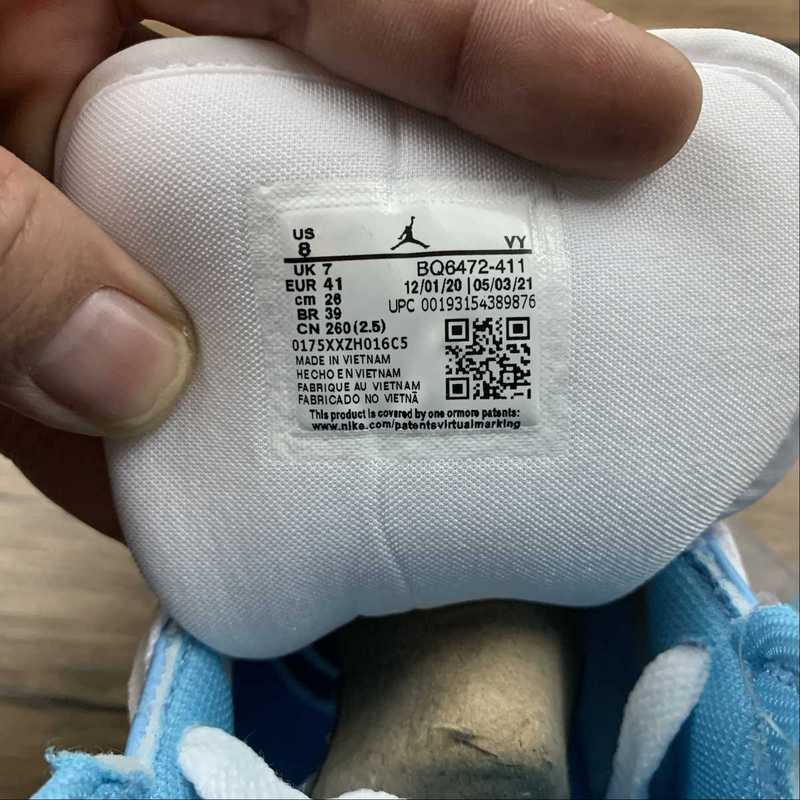 US
8
VY
UK 7
BQ6472-411
EUR 41
12/01/20 | 05/03/21
cm 26
UPC 00193154389876
BR 39
CN 260 (2.5)
0175XXZH016C5
MADE IN VIETNAM
HECHO EN VIETNAM
FABRIQUE AU VIETNAM
FABRICADO NO VIETNÃ
This product is covered by one ormore patents:
www.nike.com/patentsvirtualmarking